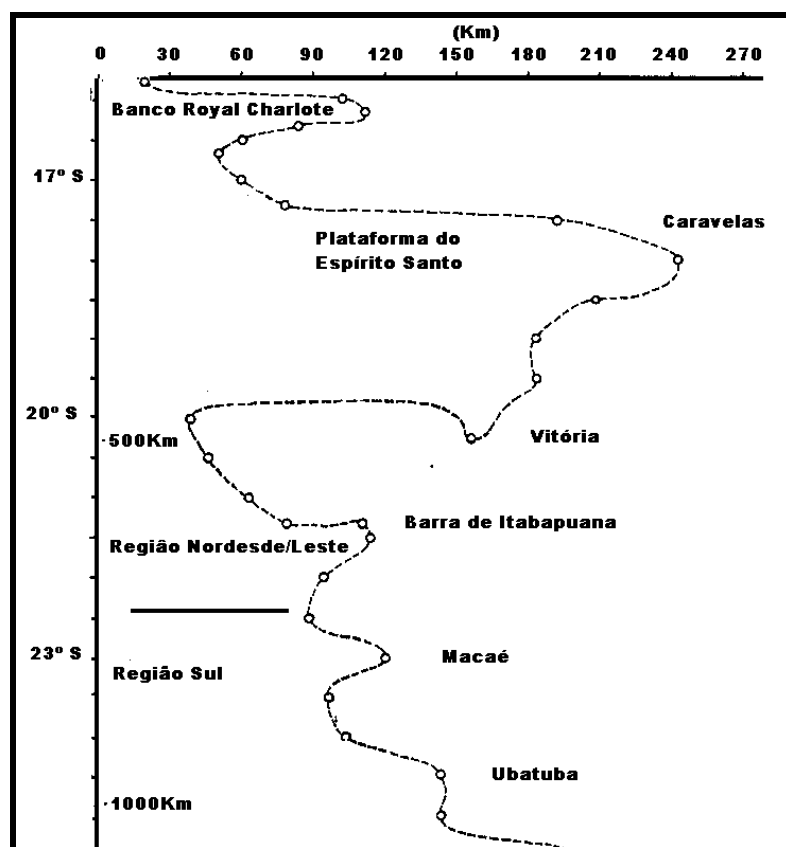 (Km)
0 30 60 90 120 150 180 210 240 270
Banco Royal Charlote
17º S
Caravelas
Plataforma do
Espírito Santo
20º S
500Km
Vitória
Barra de Itabapuana
Região Nordesde/Leste
23º S
Macaé
Região Sul
Ubatuba
1000Km